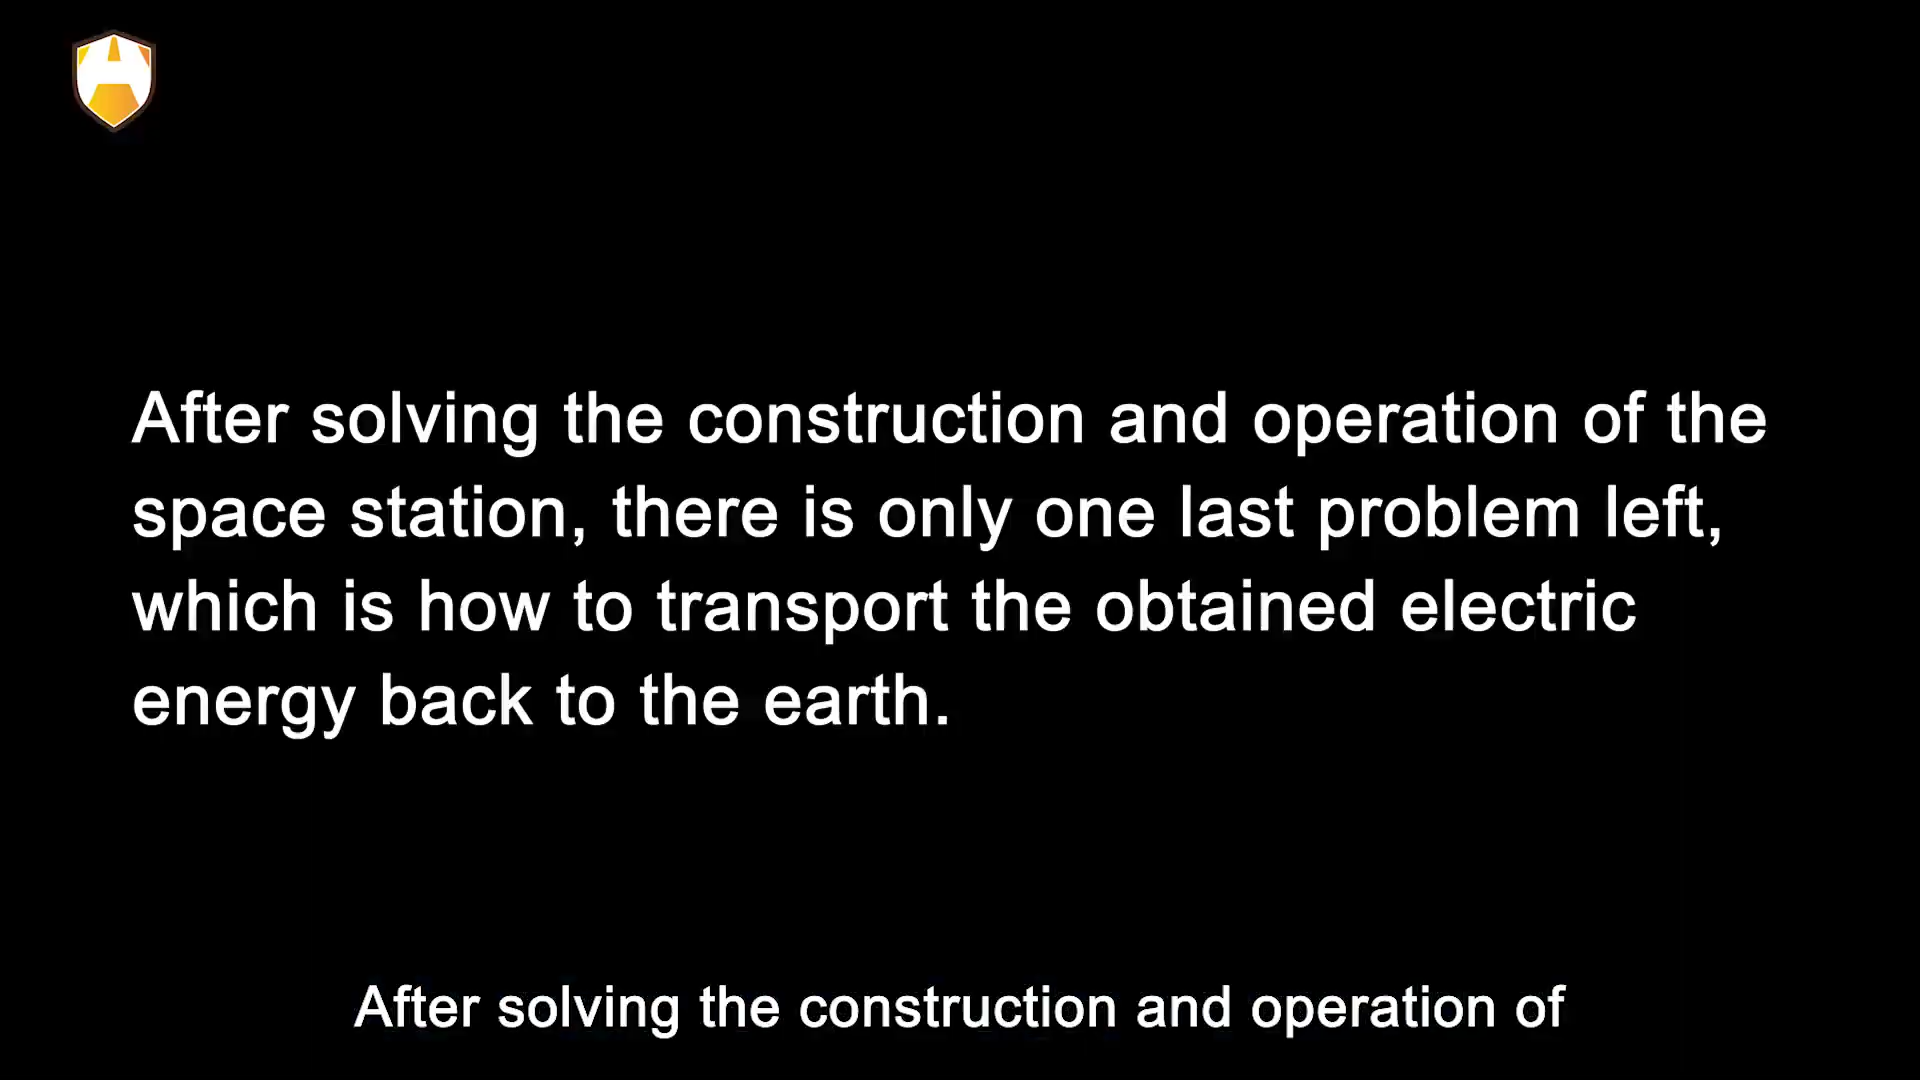 After solving the construction and operation of the
space station, there is only one last problem left,
which is how to transport the obtained electric
energy back to the earth.
After solving the construction and operation of